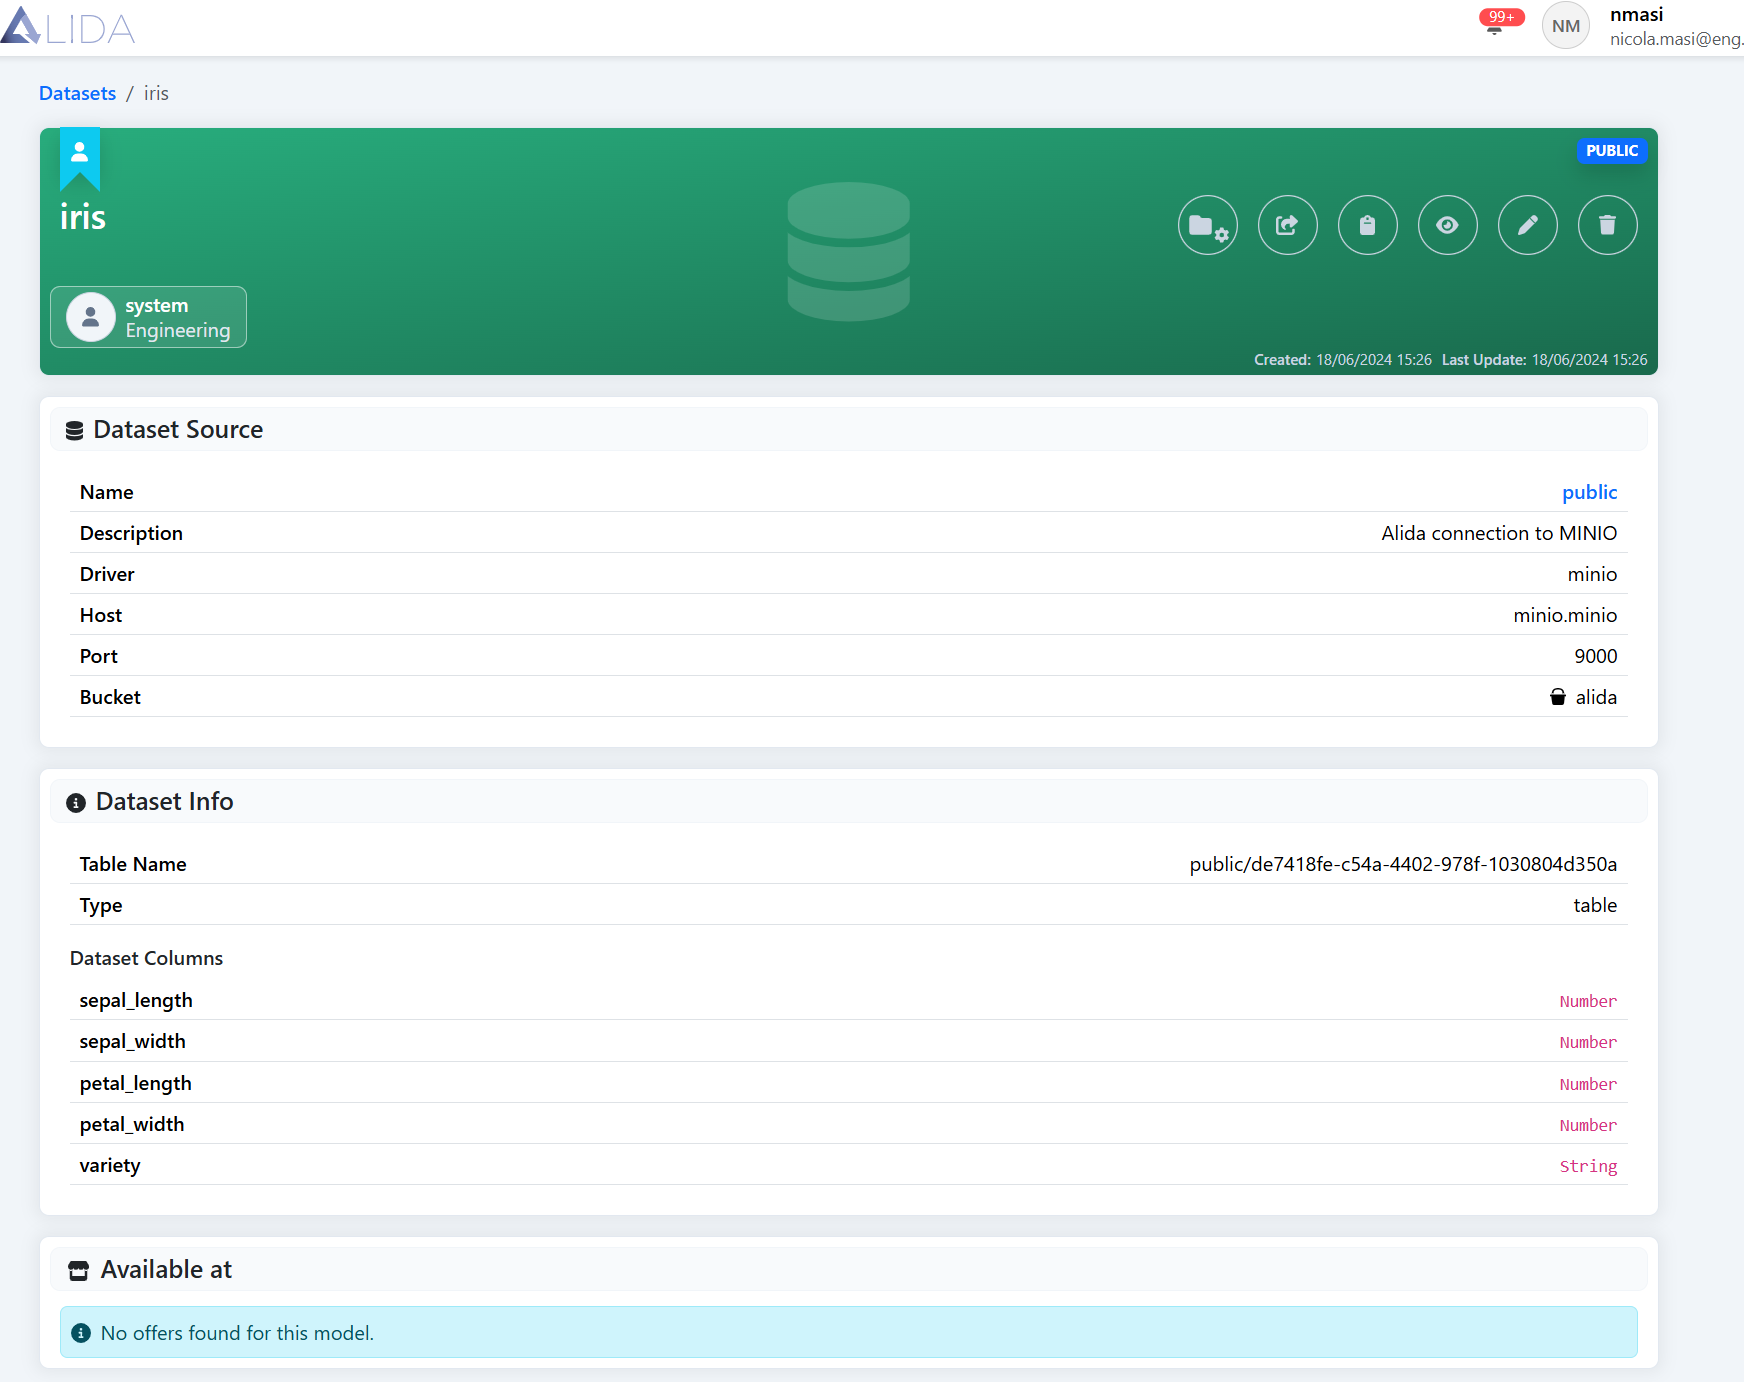 ALIDA
99+
NM
nmasi
nicola.masi@eng.
Datasets / iris
PUBLIC
iris
system
Engineering
Created: 18/06/2024 15:26 Last Update: 18/06/2024 15:26
Dataset Source
Name public
Description Alida connection to MINIO
Driver minio
Host minio.minio
Port 9000
Bucket alida
Dataset Info
Table Name public/de7418fe-c54a-4402-978f-1030804d350a
Type table
Dataset Columns
sepal_length Number
sepal_width Number
petal_length Number
petal_width Number
variety String
Available at
No offers found for this model.